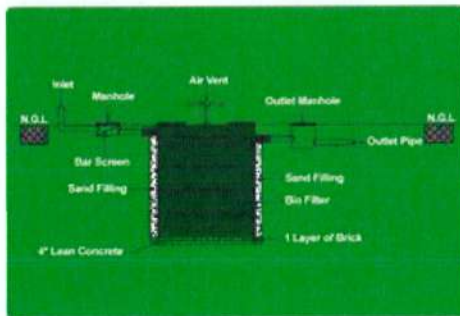 Air Vent
Inlet
Manhole
Outlet Manhole
N.G.L
N.G.L
Outlet Pipe
Bar Screen
Sand Filling
Sand Filling
Bio Filter
4" Lean Concrete
1 Layer of Brick